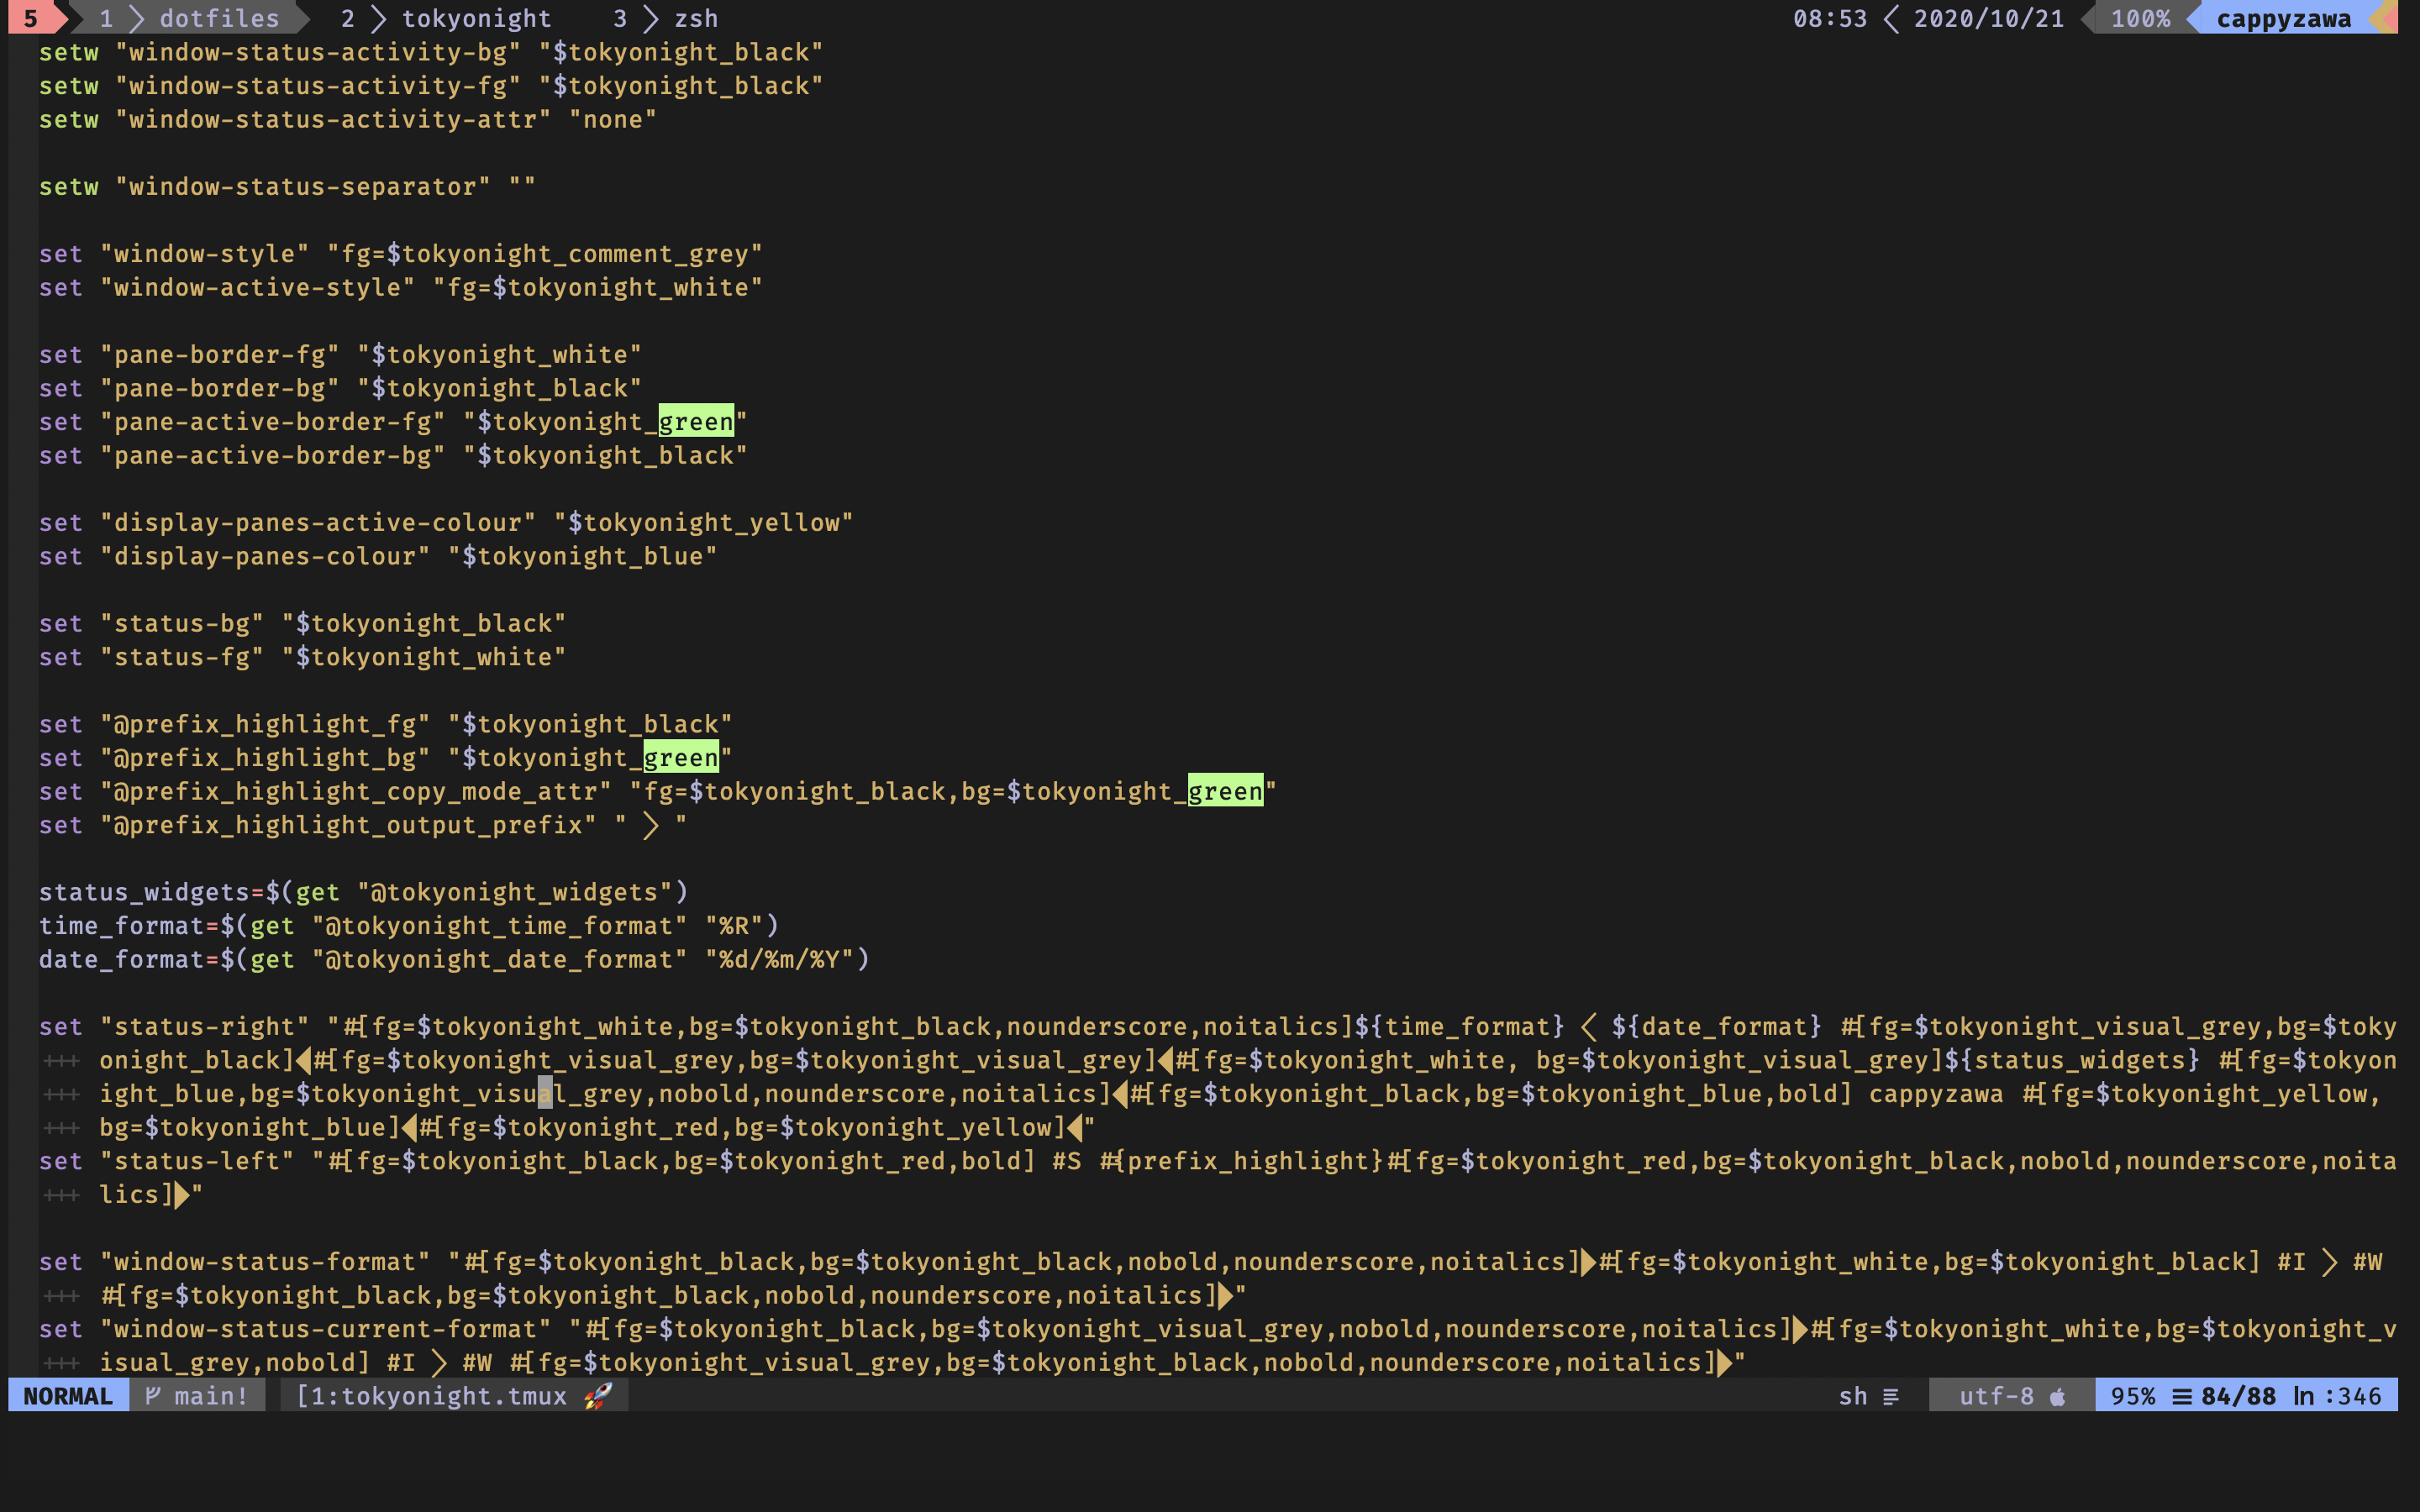 5 1 > dotfiles 2 > tokyonight 3 > zsh 08:53 < 2020/10/21 100% cappyzawa
setw "window-status-activity-bg" "$tokyonight_black"
setw "window-status-activity-fg" "$tokyonight_black"
setw "window-status-activity-attr" "none"
setw "window-status-separator" ""
set "window-style" "fg=$tokyonight_comment_grey"
set "window-active-style" "fg=$tokyonight_white"
set "pane-border-fg" "$tokyonight_white"
set "pane-border-bg" "$tokyonight_black"
set "pane-active-border-fg" "$tokyonight_green"
set "pane-active-border-bg" "$tokyonight_black"
set "display-panes-active-colour" "$tokyonight_yellow"
set "display-panes-colour" "$tokyonight_blue"
set "status-bg" "$tokyonight_black"
set "status-fg" "$tokyonight_white"
set "@prefix_highlight_fg" "$tokyonight_black"
set "@prefix_highlight_bg" "$tokyonight_green"
set "@prefix_highlight_copy_mode_attr" "fg=$tokyonight_black,bg=$tokyonight_green"
set "@prefix_highlight_output_prefix" " > "
status_widgets=$(get "@tokyonight_widgets")
time_format=$(get "@tokyonight_time_format" "%R")
date_format=$(get "@tokyonight_date_format" "%d/%m/%Y")
set "status-right" "#[fg=$tokyonight_white,bg=$tokyonight_black,nounderscore,noitalics]${time_format} < ${date_format} #[fg=$tokyonight_visual_grey,bg=$toky
+++ onight_black]◀#[fg=$tokyonight_visual_grey,bg=$tokyonight_visual_grey]◀#[fg=$tokyonight_white, bg=$tokyonight_visual_grey]${status_widgets} #[fg=$tokyon
+++ ight_blue,bg=$tokyonight_visual_grey,nobold,nounderscore,noitalics]◀#[fg=$tokyonight_black,bg=$tokyonight_blue,bold] cappyzawa #[fg=$tokyonight_yellow,
+++ bg=$tokyonight_blue]◀#[fg=$tokyonight_red,bg=$tokyonight_yellow]◀"
set "status-left" "#[fg=$tokyonight_black,bg=$tokyonight_red,bold] #S #{prefix_highlight}#[fg=$tokyonight_red,bg=$tokyonight_black,nobold,nounderscore,noita
+++ lics]▶"
set "window-status-format" "#[fg=$tokyonight_black,bg=$tokyonight_black,nobold,nounderscore,noitalics]▶#[fg=$tokyonight_white,bg=$tokyonight_black] #I > #W
+++ #[fg=$tokyonight_black,bg=$tokyonight_black,nobold,nounderscore,noitalics]▶"
set "window-status-current-format" "#[fg=$tokyonight_black,bg=$tokyonight_visual_grey,nobold,nounderscore,noitalics]▶#[fg=$tokyonight_white,bg=$tokyonight_v
+++ isual_grey,nobold] #I > #W #[fg=$tokyonight_visual_grey,bg=$tokyonight_black,nobold,nounderscore,noitalics]▶"
NORMAL main! [1:tokyonight.tmux 🚀 sh utf-8 95% ☰ 84/88 ln :346